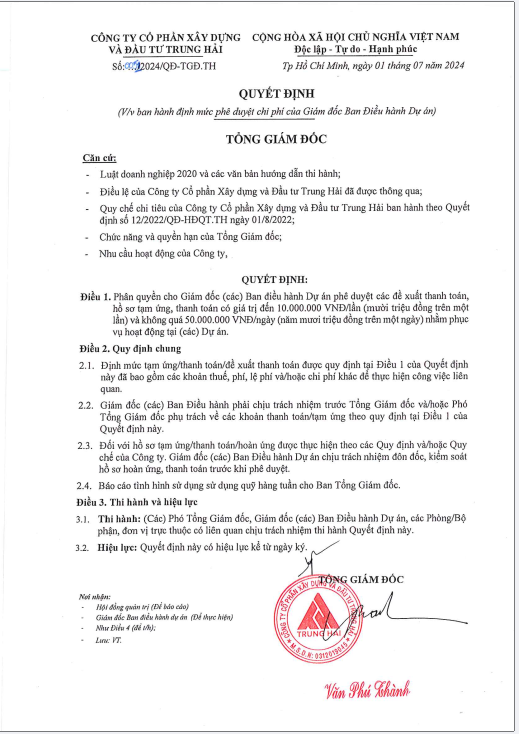 CÔNG TY CỔ PHẦN XÂY DỰNG
VÀ ĐẦU TƯ TRUNG HẢI
Số: /2024/QĐ-TGĐ.TH
CỘNG HÒA XÃ HỘI CHỦ NGHĨA VIỆT NAM
Độc lập - Tự do - Hạnh phúc
Tp Hồ Chí Minh, ngày 01 tháng 07 năm 2024
QUYẾT ĐỊNH
(V/v ban hành định mức phê duyệt chi phí của Giám đốc Ban Điều hành Dự án)
TỔNG GIÁM ĐỐC
Căn cứ:
- Luật doanh nghiệp 2020 và các văn bản hướng dẫn thi hành;
- Điều lệ của Công ty Cổ phần Xây dựng và Đầu tư Trung Hải đã được thông qua;
- Quy chế chi tiêu của Công ty Cổ phần Xây dựng và Đầu tư Trung Hải ban hành theo Quyết
định số 12/2022/QĐ-HĐQT.TH ngày 01/8/2022;
- Chức năng và quyền hạn của Tổng Giám đốc;
- Nhu cầu hoạt động của Công ty,
QUYẾT ĐỊNH:
Điều 1. Phân quyền cho Giám đốc (các) Ban điều hành Dự án phê duyệt các đề xuất thanh toán,
hồ sơ tạm ứng, thanh toán có giá trị đến 10.000.000 VNĐ/lần (mười triệu đồng trên một
lần) và không quá 50.000.000 VNĐ/ngày (năm mươi triệu đồng trên một ngày) nhằm phục
vụ hoạt động tại (các) Dự án.
Điều 2. Quy định chung
2.1. Định mức tạm ứng/thanh toán/đề xuất thanh toán được quy định tại Điều 1 của Quyết định
này đã bao gồm các khoản thuế, phí, lệ phí và/hoặc chi phí khác để thực hiện công việc liên
quan.
2.2. Giám đốc (các) Ban Điều hành phải chịu trách nhiệm trước Tổng Giám đốc và/hoặc Phó
Tổng Giám đốc phụ trách về các khoản thanh toán/tạm ứng theo quy định tại Điều 1 của
Quyết định này.
2.3. Đối với hồ sơ tạm ứng/thanh toán/hoàn ứng được thực hiện theo các Quy định và/hoặc Quy
chế của Công ty. Giám đốc (các) Ban Điều hành Dự án chịu trách nhiệm đôn đốc, kiểm soát
hồ sơ hoàn ứng, thanh toán trước khi phê duyệt.
2.4. Báo cáo tình hình sử dụng sử dụng quỹ hàng tuần cho Ban Tổng Giám đốc.
Điều 3. Thi hành và hiệu lực
3.1. Thi hành: (Các) Phó Tổng Giám đốc, Giám đốc (các) Ban Điều hành Dự án, các Phòng/Bộ
phận, đơn vị trực thuộc có liên quan chịu trách nhiệm thi hành Quyết định này.
3.2. Hiệu lực: Quyết định này có hiệu lực kể từ ngày ký.
TỔNG GIÁM ĐỐC
Nơi nhận:
- Hội đồng quản trị (Để báo cáo)
- Giám đốc Ban điều hành dự án (Để thực hiện)
- Như Điều 4 (để t/h);
- Lưu: VT.
CÔNG TY CỔ PHẦN XÂY DỰNG VÀ ĐẦU TƯ TRUNG HẢI
TRUNG HẢI
M.S.D.N: 0312019045
Văn Phú Thành